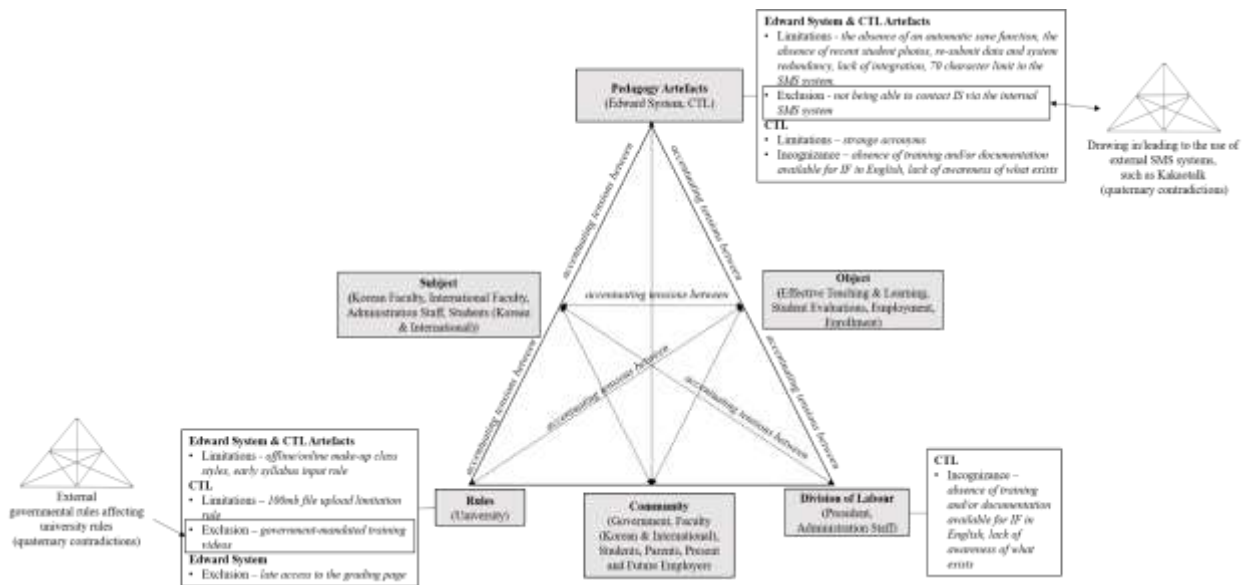 Edward System & CTL Artefacts
• Limitations - the absence of an automatic save function, the
absence of recent student photos, re-submit data and system
redundancy, lack of integration, 70 character limit in the
SMS system
• Exclusion - not being able to contact IS via the internal
SMS system
CTL
• Limitations – strange acronyms
• Incognizance – absence of training and/or documentation
available for IF in English, lack of awareness of what exists
Drawing in/leading to the use of
external SMS systems,
such as Kakaotalk
(quaternary contradictions)
Pedagogy Artefacts
(Edward System, CTL)
accentuating tensions between
accentuating tensions between
Subject
(Korean Faculty, International Faculty,
Administration Staff, Students (Korean
& International))
accentuating tensions between
Object
(Effective Teaching & Learning,
Student Evaluations, Employment,
Enrollment)
accentuating tensions between
accentuating tensions between
accentuating tensions between
accentuating tensions between
External
governmental rules affecting
university rules
(quaternary contradictions)
Edward System & CTL Artefacts
• Limitations - offline/online make-up class
styles, early syllabus input rule
CTL
• Limitations – 100mb file upload limitation
rule
• Exclusion – government-mandated training
videos
Edward System
• Exclusion – late access to the grading page
Rules
(University)
Community
(Government, Faculty
(Korean & International),
Students, Parents, Present
and Future Employers
Division of Labour
(President,
Administration Staff)
CTL
• Incognizance –
absence of training
and/or documentation
available for IF in
English, lack of
awareness of what
exists